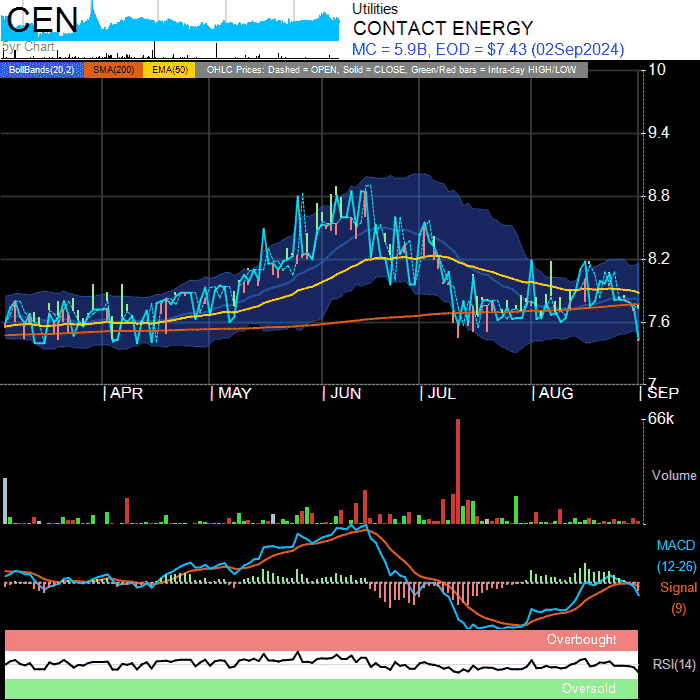 CEN
5yr Chart
Utilities
CONTACT ENERGY
MC = 5.9B, EOD = $7.43 (02Sep2024)
BollBands(20,2) SMA(200) EMA(50) OHLC Prices: Dashed = OPEN, Solid = CLOSE, Green/Red bars = Intra-day HIGH/LOW
10
9.4
8.8
8.2
7.6
7
APR MAY JUN JUL AUG SEP
66k
Volume
MACD
(12-26)
Signal
(9)
Overbought
RSI(14)
Oversold